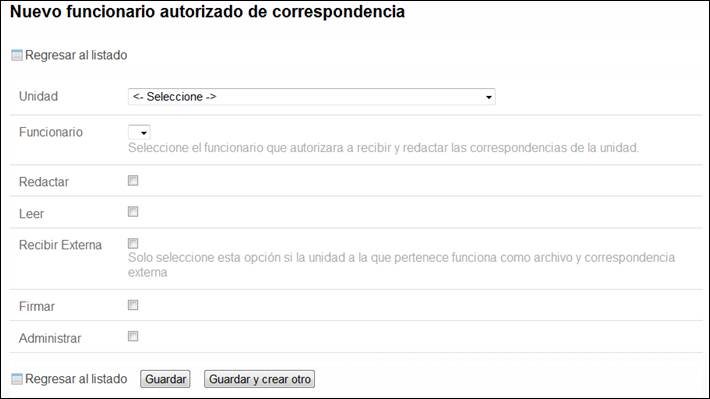 Nuevo funcionario autorizado de correspondencia
Regresar al listado
Unidad <- Seleccione ->
Funcionario
Seleccione el funcionario que autorizara a recibir y redactar las correspondencias de la unidad.
Redactar
Leer
Recibir Externa
Solo seleccione esta opción si la unidad a la que pertenece funciona como archivo y correspondencia
externa
Firmar
Administrar
Regresar al listado Guardar Guardar y crear otro